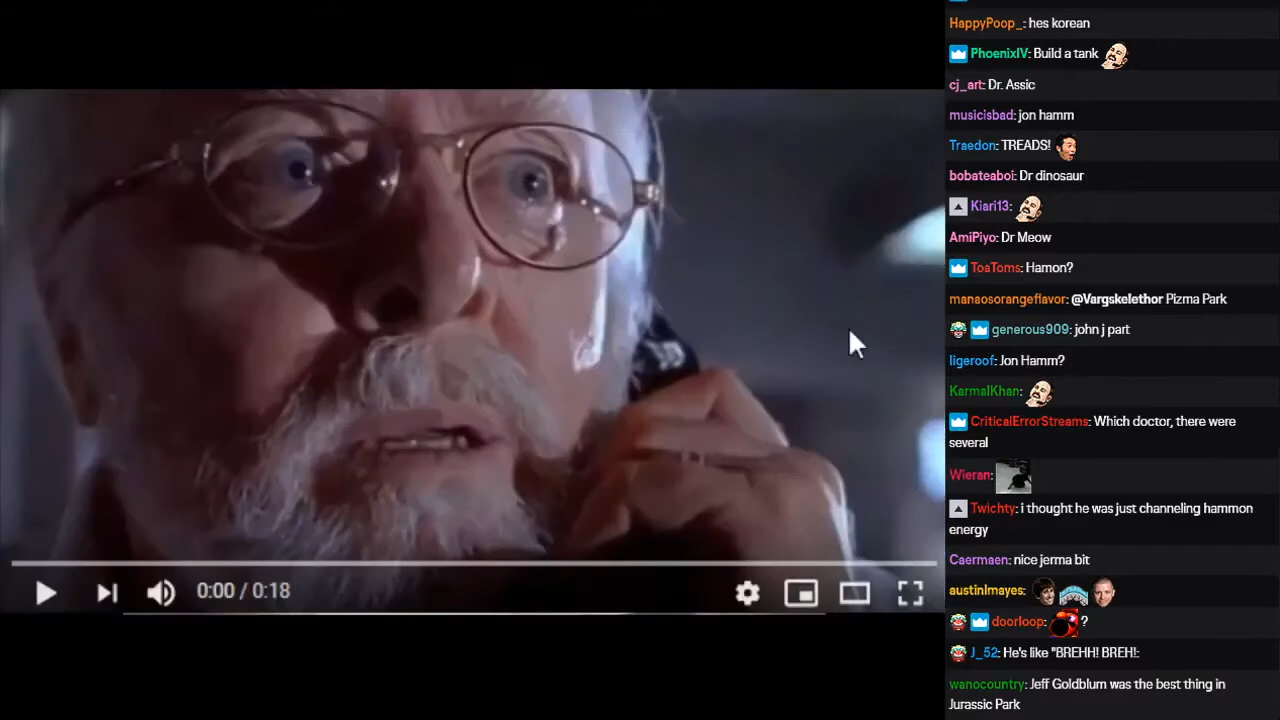 HappyPoop_: hes korean
PhoenixIV: Build a tank
cj_art: Dr. Assic
musicisbad: jon hamm
Traedon: TREADS!
bobateaboi: Dr dinosaur
Kiari13:
AmiPiyo: Dr Meow
ToaToms: Hamon?
manaosorangeflavor: @Vargskelethor Pizma Park
generous909: john j part
ligeroof: Jon Hamm?
KarmalKhan:
CriticalErrorStreams: Which doctor, there were
several
Wieran:
Twichty: i thought he was just channeling hammon
energy
Caermaen: nice jerma bit
austinlmayes:
doorloop: ?
J_52: He's like "BREHH! BREH!:
wanocountry: Jeff Goldblum was the best thing in
Jurassic Park
0:00 / 0:18